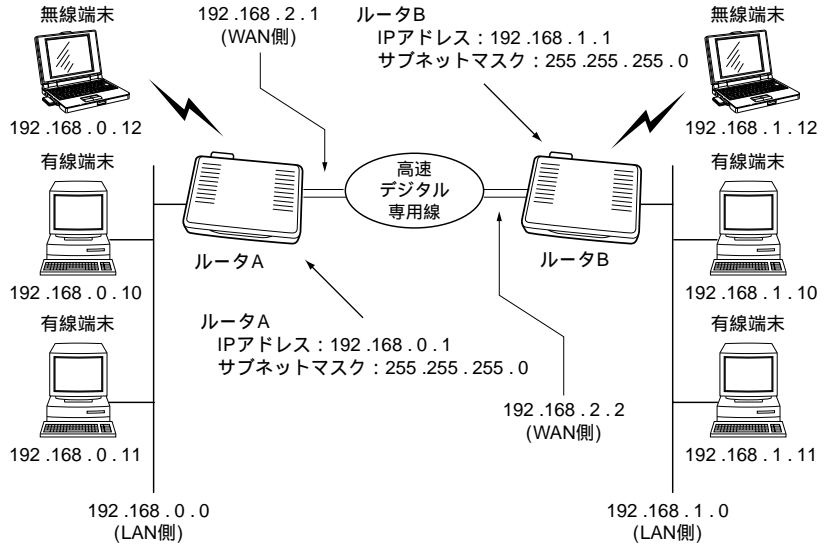 無線端末
192.168.0.12
有線端末
192.168.0.10
有線端末
192.168.0.11
192.168.0.0
(LAN側)
192.168.2.1
(WAN側)
ルータA
ルータA
IPアドレス：192.168.0.1
サブネットマスク：255.255.255.0
高速
デジタル
専用線
ルータB
IPアドレス：192.168.1.1
サブネットマスク：255.255.255.0
ルータB
192.168.2.2
(WAN側)
無線端末
192.168.1.12
有線端末
192.168.1.10
有線端末
192.168.1.11
192.168.1.0
(LAN側)